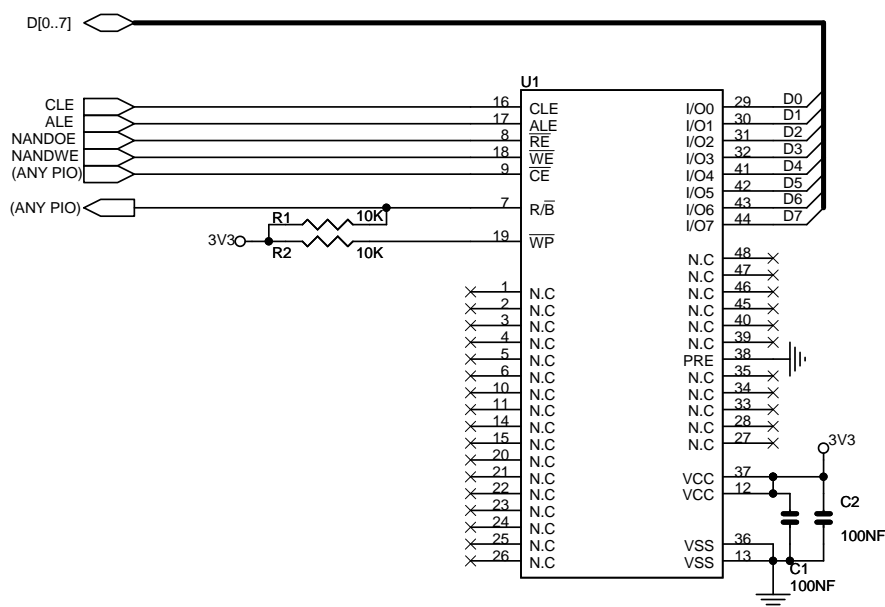 D[0..7]
U1
CLE 16 CLE I/O0 29 D0
ALE 17 ALE I/O1 30 D1
NANDOE 8 RE I/O2 31 D2
NANDWE 18 WE I/O3 32 D3
(ANY PIO) 9 CE I/O4 41 D4
I/O5 42 D5
(ANY PIO) 7 R/B I/O6 43 D6
I/O7 44 D7
R1 10K
3V3 19 WP
R2 10K
N.C 48
N.C 47
1 N.C N.C 46
2 N.C N.C 45
3 N.C N.C 40
4 N.C N.C 39
5 N.C PRE 38
6 N.C N.C 35
10 N.C N.C 34
11 N.C N.C 33
14 N.C N.C 28
15 N.C N.C 27
3V3
20 N.C
21 N.C VCC 37
22 N.C VCC 12
C2
23 N.C
24 N.C
100NF
25 N.C VSS 36
26 N.C VSS 13
C1
100NF